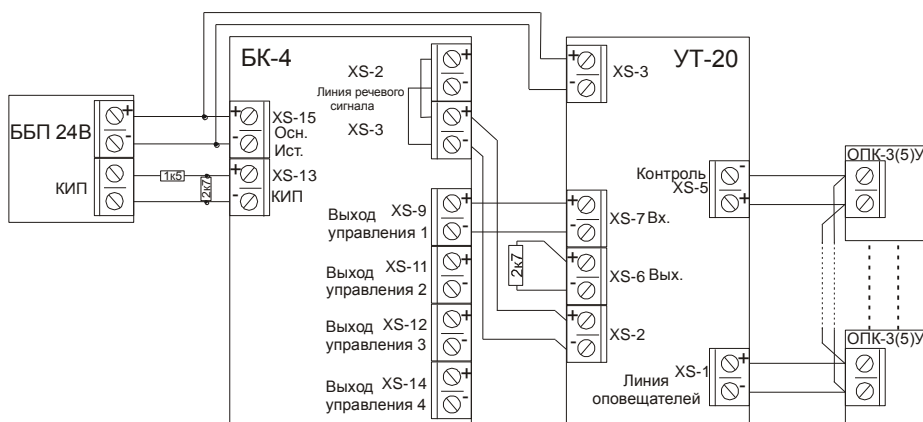 БК-4
УТ-20
ББП 24В
+
-
КИП
1к5
2к7
+
-
XS-15
Осн.
Ист.
+
-
XS-13
КИП
XS-2
Линия речевого
сигнала
XS-3
+
-
+
-
Выход XS-9
управления 1
+
-
Выход XS-11
управления 2
+
-
Выход XS-12
управления 3
+
-
Выход XS-14
управления 4
+
-
2к7
+
-
XS-3
+
-
XS-7 Вх.
+
-
XS-6 Вых.
+
-
XS-2
Контроль
XS-5
-
+
XS-1
Линия
оповещателей
+
-
ОПК-3(5)У
ОПК-3(5)У